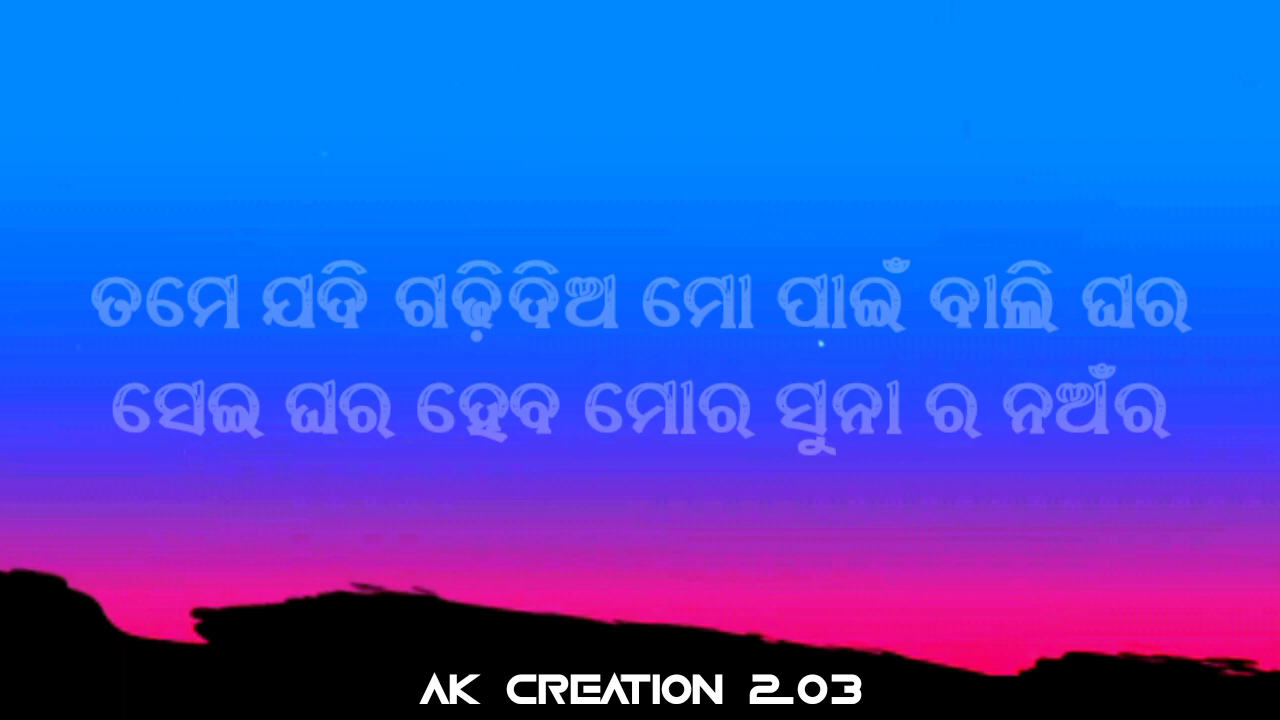 ତମେ ଯଦି ଗଢ଼ିଦିଅ ମୋ ପାଇଁ ବାଲି ଘର
ସେଇ ଘର ହେବ ମୋର ସୁନା ର ନଅଁର
AK CREATION 2.03